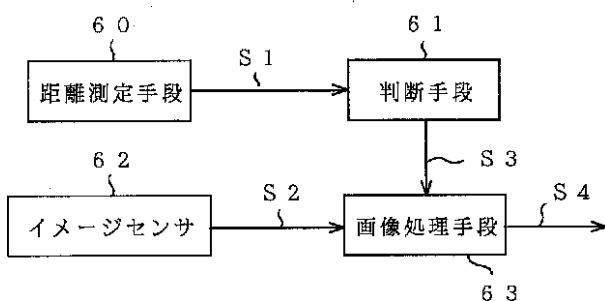 ６０
６１
Ｓ１
距離測定手段
判断手段
Ｓ３
６２
Ｓ２
Ｓ４
イメージセンサ
画像処理手段
６３